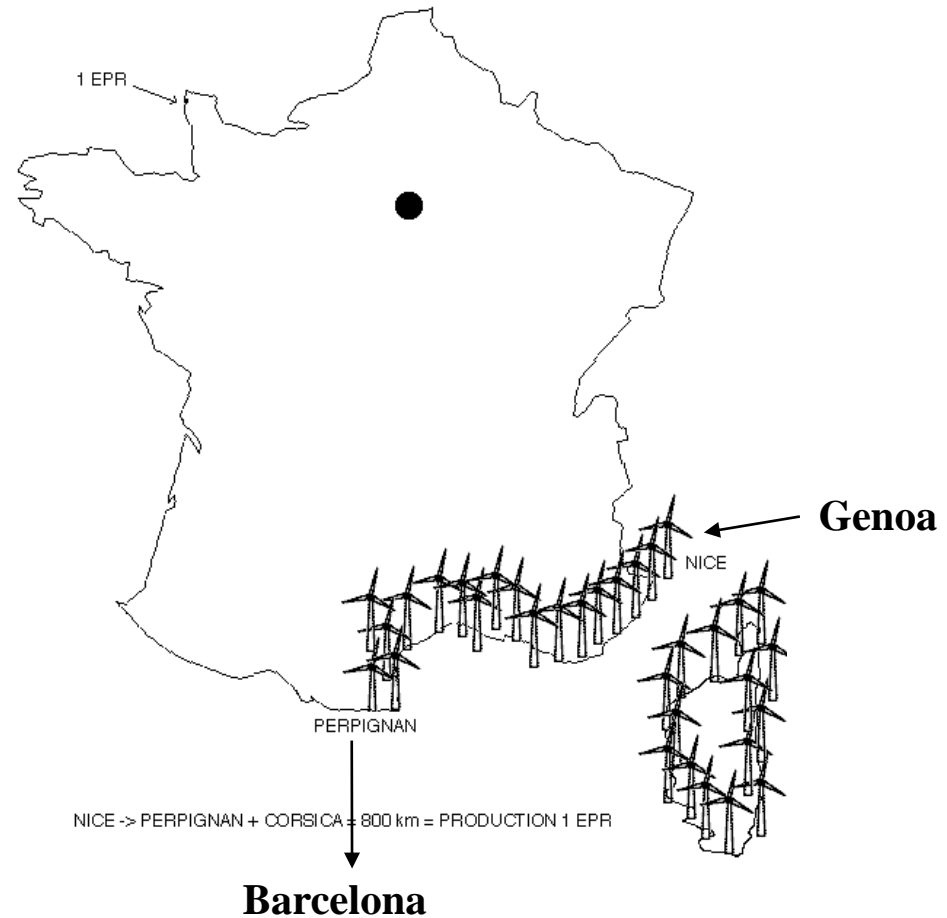 1 EPR
Genoa
NICE
PERPIGNAN
NICE -> PERPIGNAN + CORSICA = 800 km = PRODUCTION 1 EPR
Barcelona